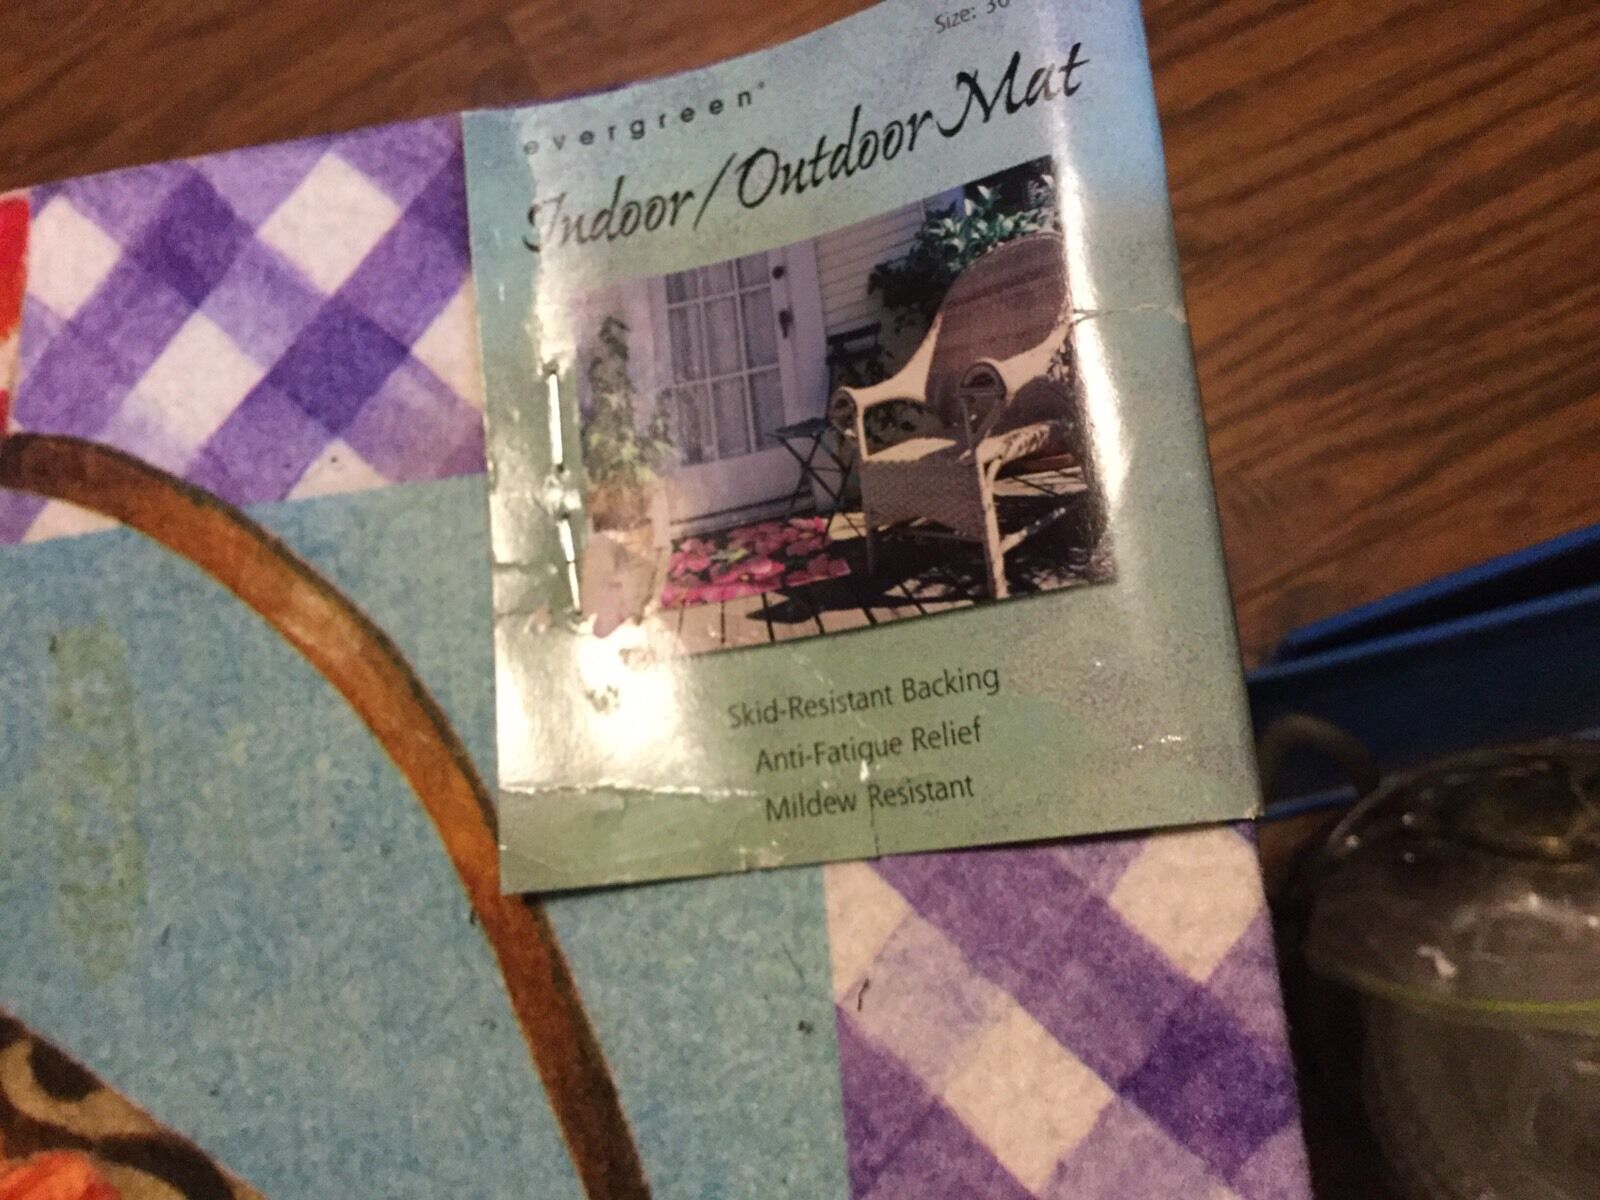 Size: 30
evergreen®
Indoor/Outdoor Mat
Skid-Resistant Backing
Anti-Fatigue Relief
Mildew Resistant